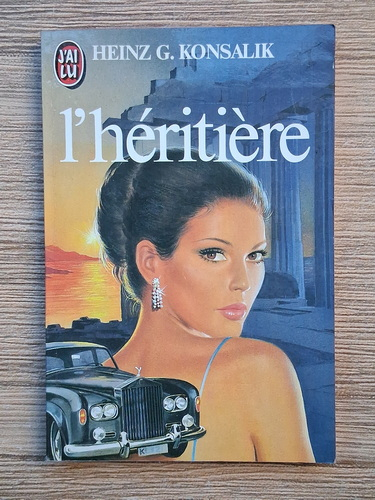 J'AI
LU
HEINZ G. KONSALIK
l'héritière